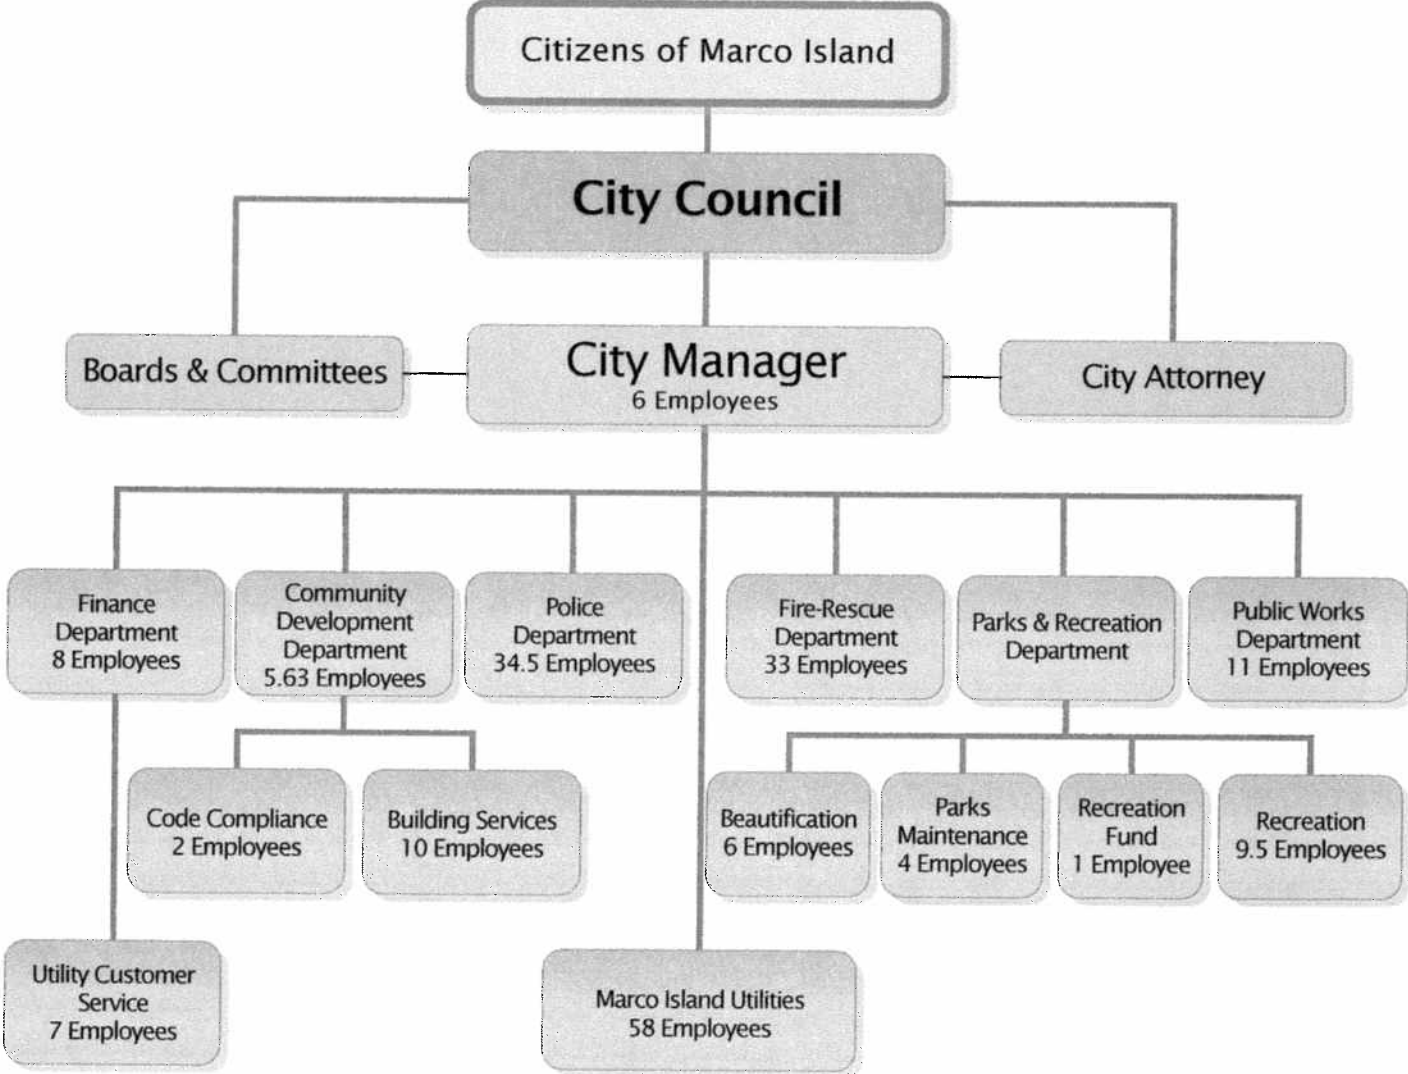 Citizens of Marco Island
City Council
Boards & Committees
City Manager
6 Employees
City Attorney
Finance
Department
8 Employees
Community
Development
Department
5.63 Employees
Police
Department
34.5 Employees
Fire-Rescue
Department
33 Employees
Parks & Recreation
Department
Public Works
Department
11 Employees
Code Compliance
2 Employees
Building Services
10 Employees
Beautification
6 Employees
Parks
Maintenance
4 Employees
Recreation
Fund
1 Employee
Recreation
9.5 Employees
Utility Customer
Service
7 Employees
Marco Island Utilities
58 Employees